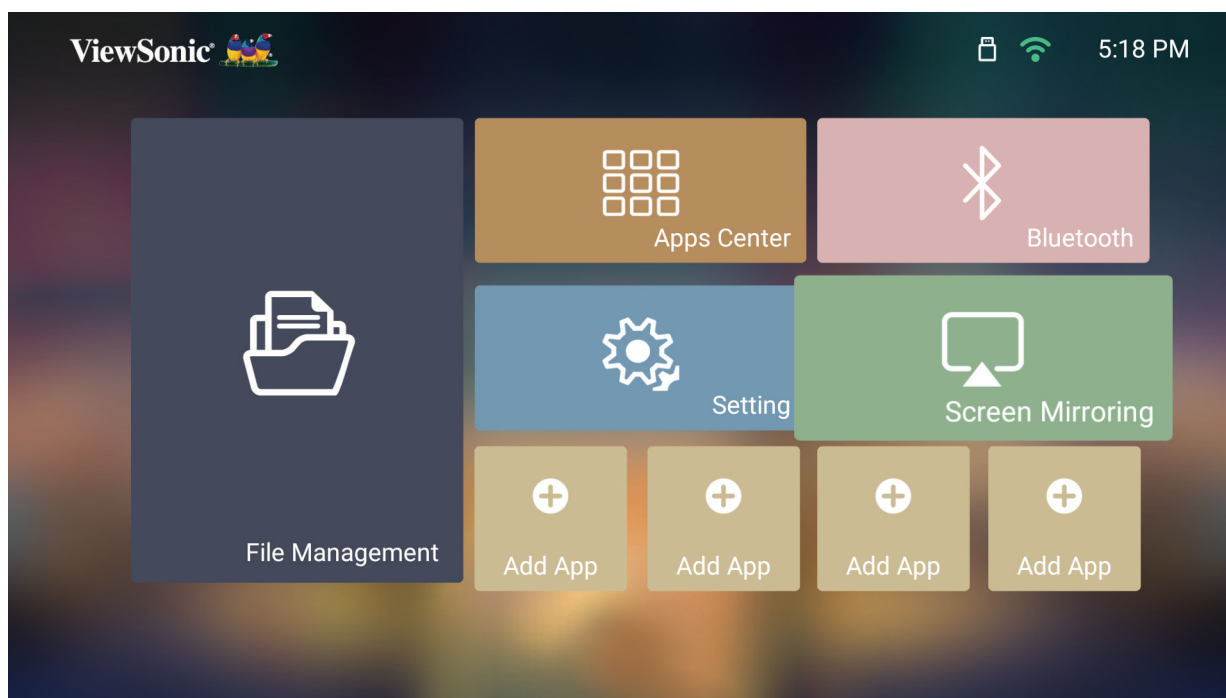 ViewSonic®
5:18 PM
Apps Center
Bluetooth
Setting
Screen Mirroring
File Management
Add App
Add App
Add App
Add App